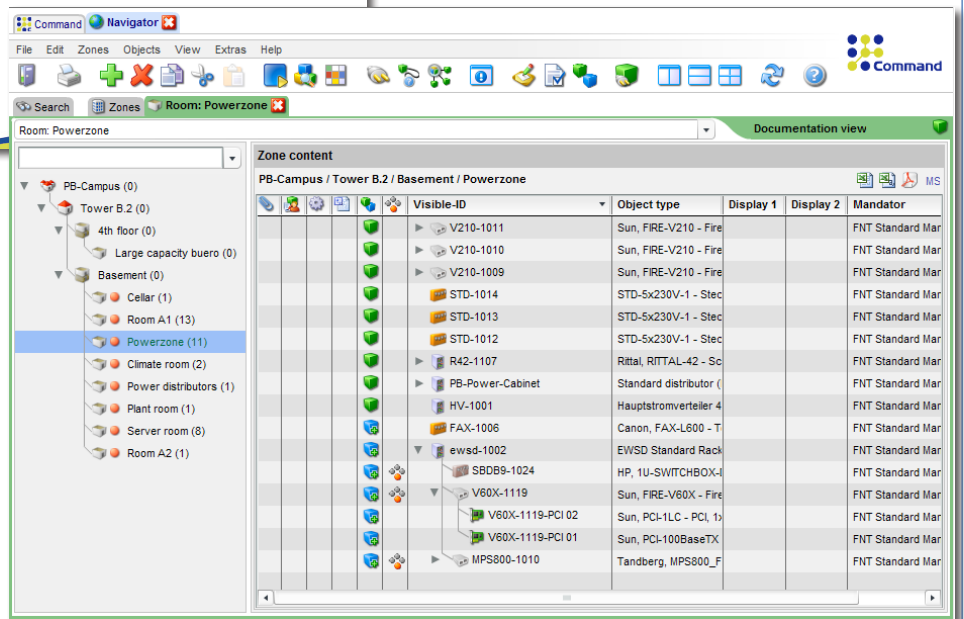 Command Navigator
File Edit Zones Objects View Extras Help
Command
Search Zones Room: Powerzone
Room: Powerzone
Documentation view
Zone content
PB-Campus / Tower B.2 / Basement / Powerzone
MS
PB-Campus (0)
Tower B.2 (0)
4th floor (0)
Large capacity buero (0)
Basement (0)
Cellar (1)
Room A1 (13)
Powerzone (11)
Climate room (2)
Power distributors (1)
Plant room (1)
Server room (8)
Room A2 (1)
Visible-ID Object type Display 1 Display 2 Mandator
V210-1011 Sun, FIRE-V210 - Fire FNT Standard Mar
V210-1010 Sun, FIRE-V210 - Fire FNT Standard Mar
V210-1009 Sun, FIRE-V210 - Fire FNT Standard Mar
STD-1014 STD-5x230V-1 - Stec FNT Standard Mar
STD-1013 STD-5x230V-1 - Stec FNT Standard Mar
STD-1012 STD-5x230V-1 - Stec FNT Standard Mar
R42-1107 Rittal, RITTAL-42 - Sc FNT Standard Mar
PB-Power-Cabinet Standard distributor ( FNT Standard Mar
HV-1001 Hauptstromverteiler 4 FNT Standard Mar
FAX-1006 Canon, FAX-L600 - T FNT Standard Mar
ewsd-1002 EWSD Standard Rack FNT Standard Mar
SBDB9-1024 HP, 1U-SWITCHBOX- FNT Standard Mar
V60X-1119 Sun, FIRE-V60X - Fire FNT Standard Mar
V60X-1119-PCI 02 Sun, PCI-1LC - PCI, 1x FNT Standard Mar
V60X-1119-PCI 01 Sun, PCI-100BaseTX FNT Standard Mar
MPS800-1010 Tandberg, MPS800_F FNT Standard Mar